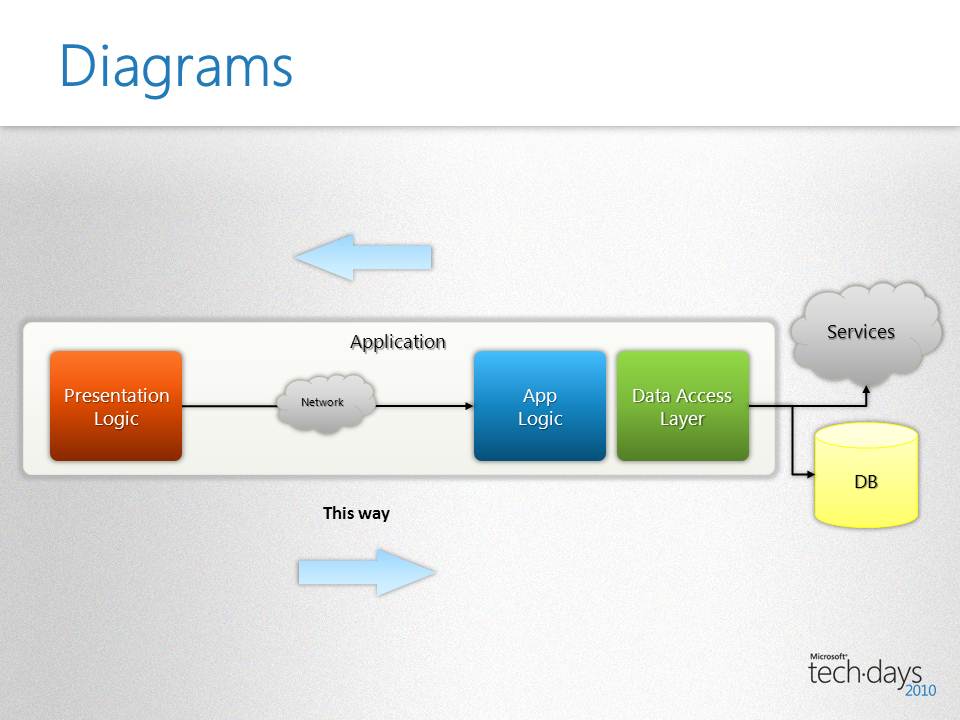 Diagrams
Application
Services
Presentation
Logic
Network
App
Logic
Data Access
Layer
DB
This way
Microsoft®
tech·days
2010